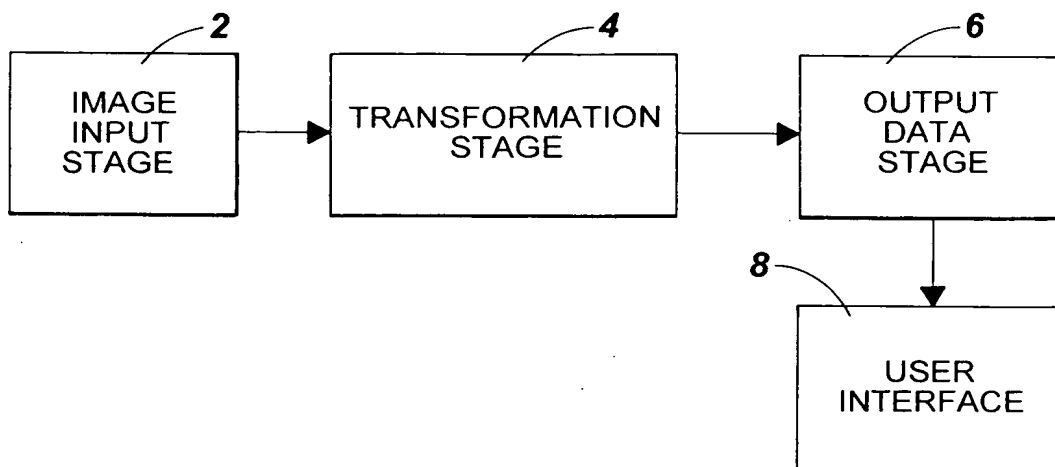 2
IMAGE
INPUT
STAGE
4
TRANSFORMATION
STAGE
6
OUTPUT
DATA
STAGE
8
USER
INTERFACE